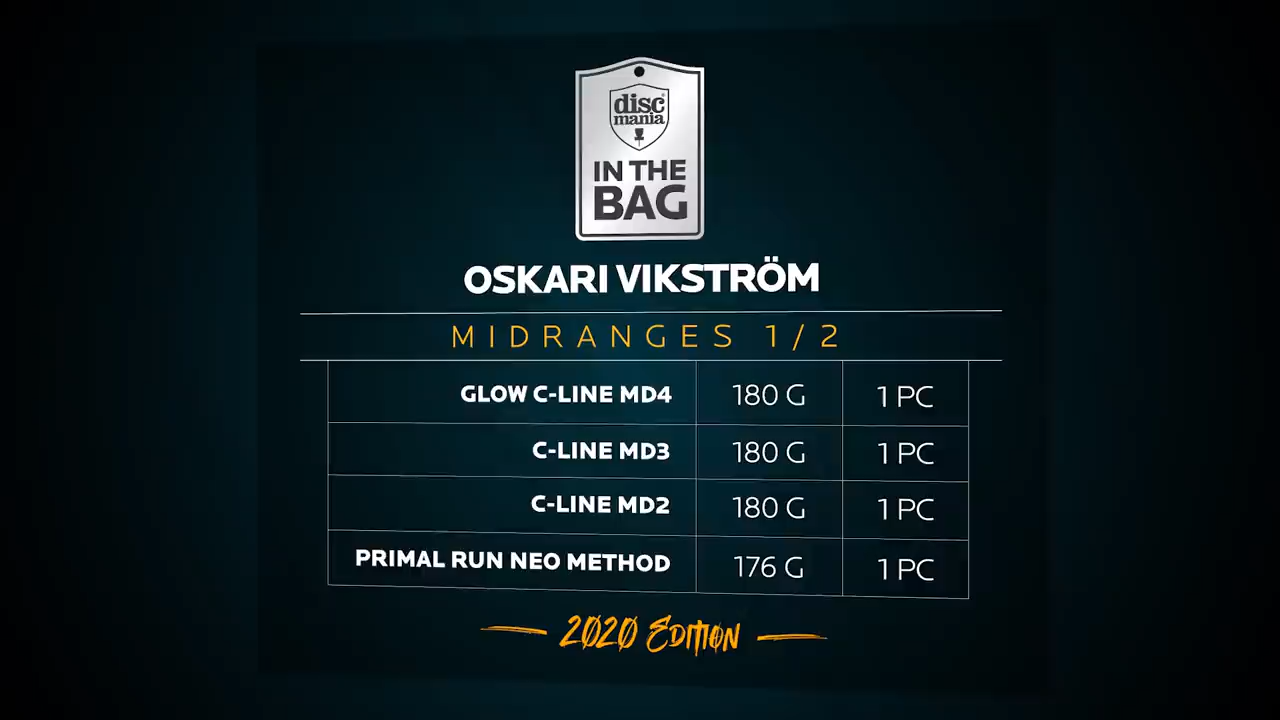 disc
mania
IN THE
BAG
OSKARI VIKSTRÖM
MIDRANGES 1/2
GLOW C-LINE MD4 180 G 1 PC
C-LINE MD3 180 G 1 PC
C-LINE MD2 180 G 1 PC
PRIMAL RUN NEO METHOD 176 G 1 PC
2020 EDITION